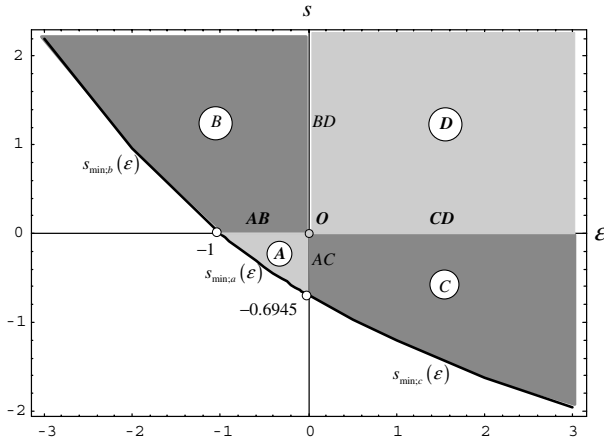 s
2
B
BD
D
1
s_min;b(ε)
AB
O
CD
0
ε
−1
A
AC
s_min;a(ε)
C
−0.6945
-1
s_min;c(ε)
-2
-3 -2 -1 0 1 2 3